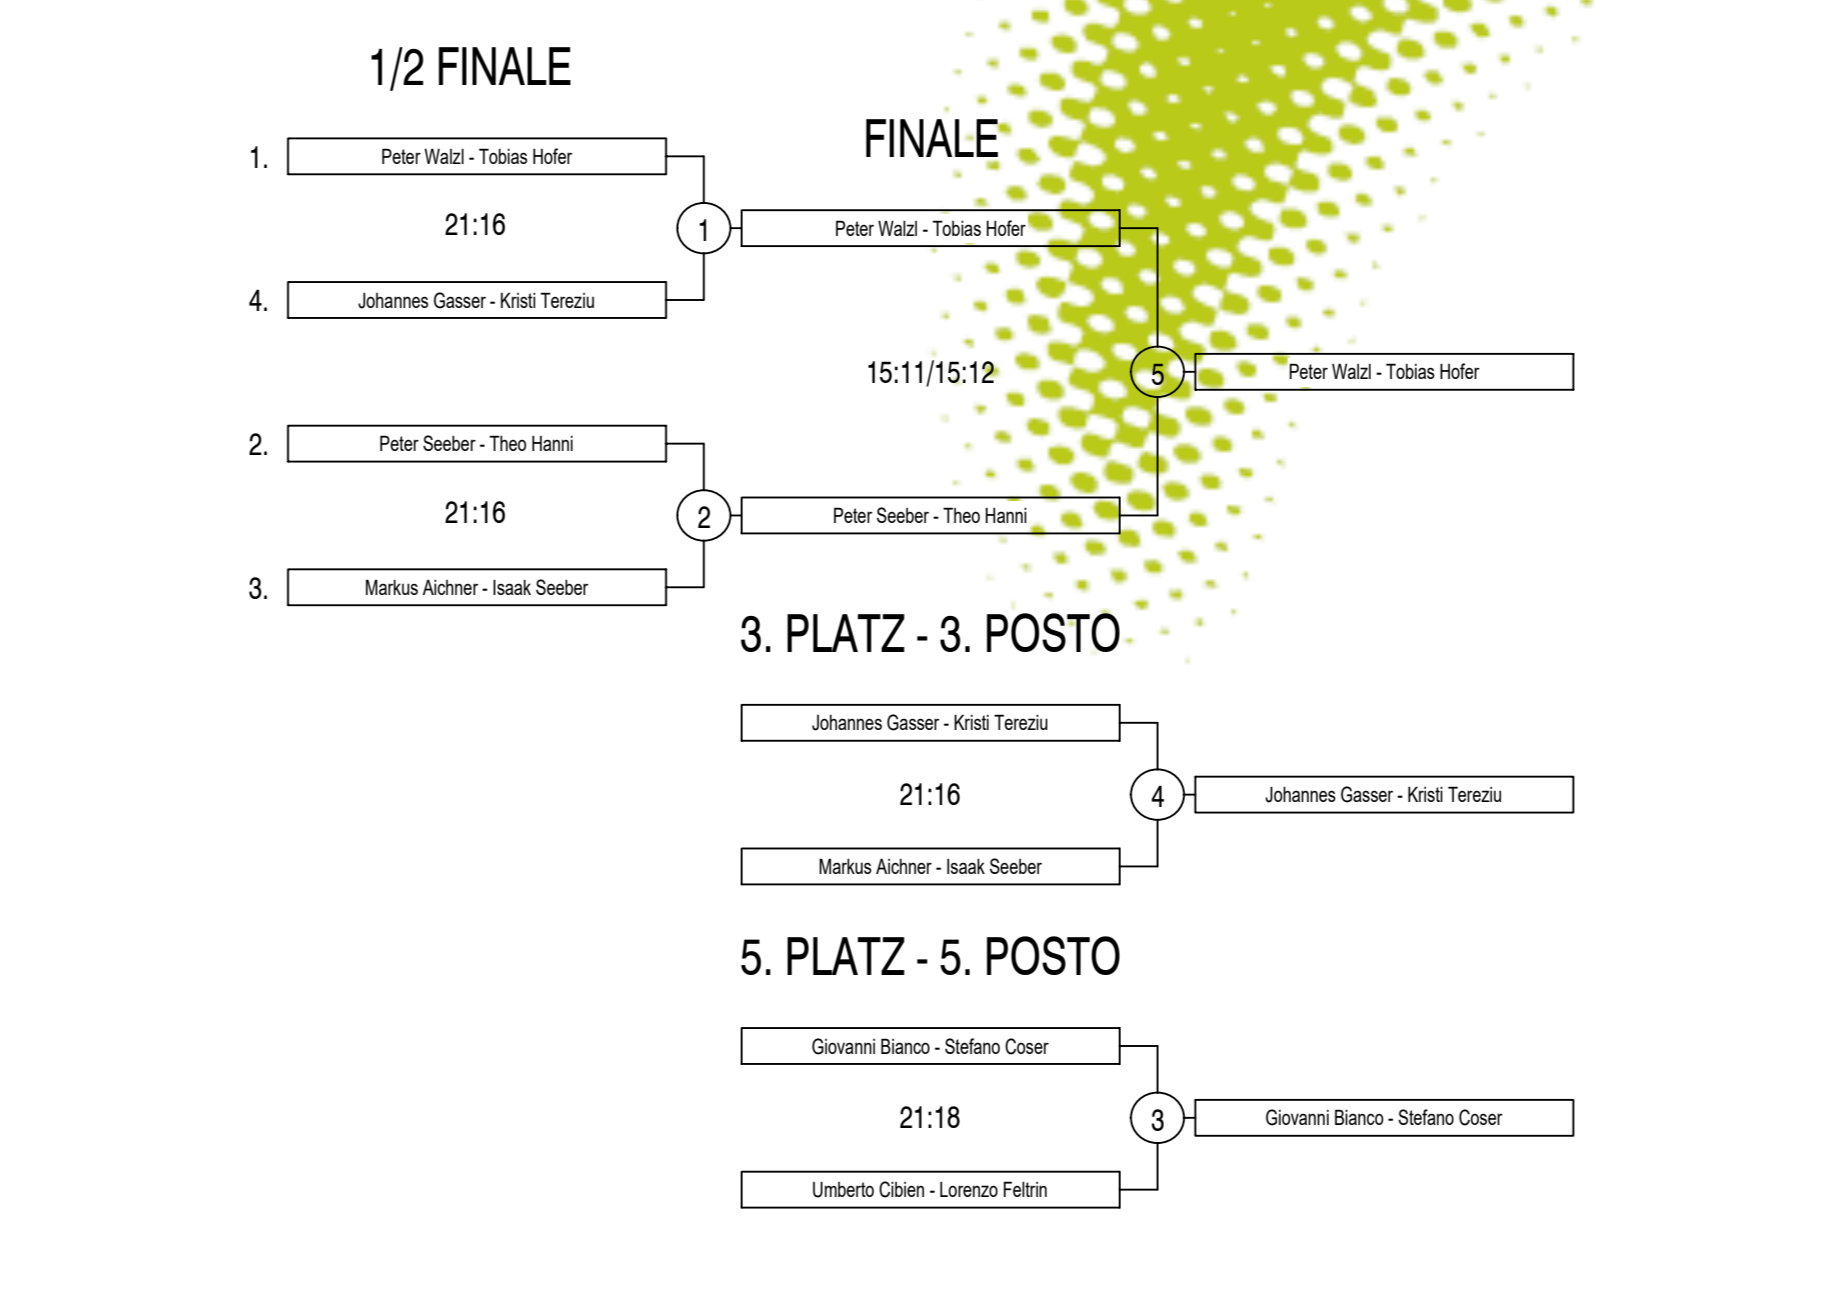 1/2 FINALE
FINALE
1. Peter Walzl - Tobias Hofer
21:16
1
Peter Walzl - Tobias Hofer
4. Johannes Gasser - Kristi Tereziu
15:11/15:12
5
Peter Walzl - Tobias Hofer
2. Peter Seeber - Theo Hanni
21:16
2
Peter Seeber - Theo Hanni
3. Markus Aichner - Isaak Seeber
3. PLATZ - 3. POSTO
Johannes Gasser - Kristi Tereziu
21:16
4
Johannes Gasser - Kristi Tereziu
Markus Aichner - Isaak Seeber
5. PLATZ - 5. POSTO
Giovanni Bianco - Stefano Coser
21:18
3
Giovanni Bianco - Stefano Coser
Umberto Cibien - Lorenzo Feltrin